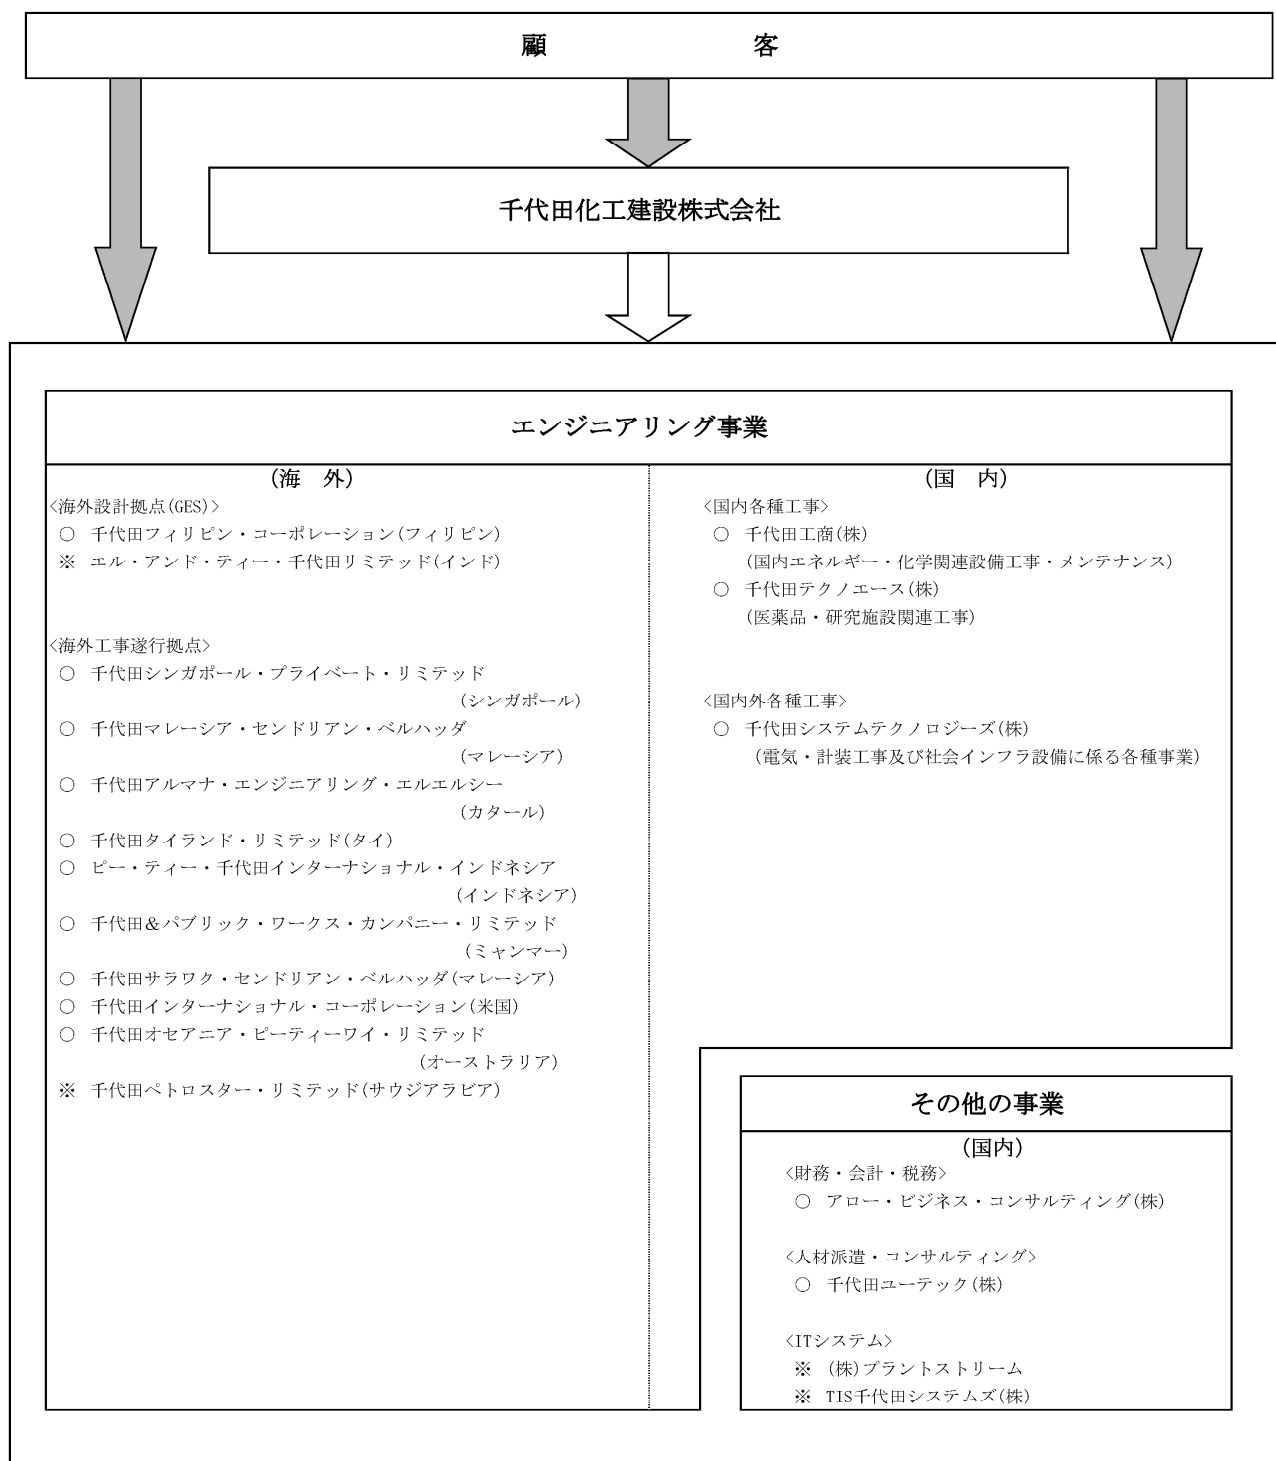 顧 客
千代田化工建設株式会社
エンジニアリング事業
(海 外)
<海外設計拠点(GES)>
○ 千代田フィリピン・コーポレーション(フィリピン)
※ エル・アンド・ティー・千代田リミテッド(インド)
<海外工事遂行拠点>
○ 千代田シンガポール・プライベート・リミテッド
(シンガポール)
○ 千代田マレーシア・センドリアン・ベルハッダ
(マレーシア)
○ 千代田アルマナ・エンジニアリング・エルエルシー
(カタール)
○ 千代田タイランド・リミテッド(タイ)
○ ピー・ティー・千代田インターナショナル・インドネシア
(インドネシア)
○ 千代田&パブリック・ワークス・カンパニー・リミテッド
(ミャンマー)
○ 千代田サラワク・センドリアン・ベルハッダ(マレーシア)
○ 千代田インターナショナル・コーポレーション(米国)
○ 千代田オセアニア・ピーティーワイ・リミテッド
(オーストラリア)
※ 千代田ペトロスター・リミテッド(サウジアラビア)
(国 内)
<国内各種工事>
○ 千代田工商(株)
(国内エネルギー・化学関連設備工事・メンテナンス)
○ 千代田テクノエース(株)
(医薬品・研究施設関連工事)
<国内外各種工事>
○ 千代田システムテクノロジーズ(株)
(電気・計装工事及び社会インフラ設備に係る各種事業)
その他の事業
(国内)
<財務・会計・税務>
○ アロー・ビジネス・コンサルティング(株)
<人材派遣・コンサルティング>
○ 千代田ユーテック(株)
<ITシステム>
※ (株)プラントストリーム
※ TIS千代田システムズ(株)